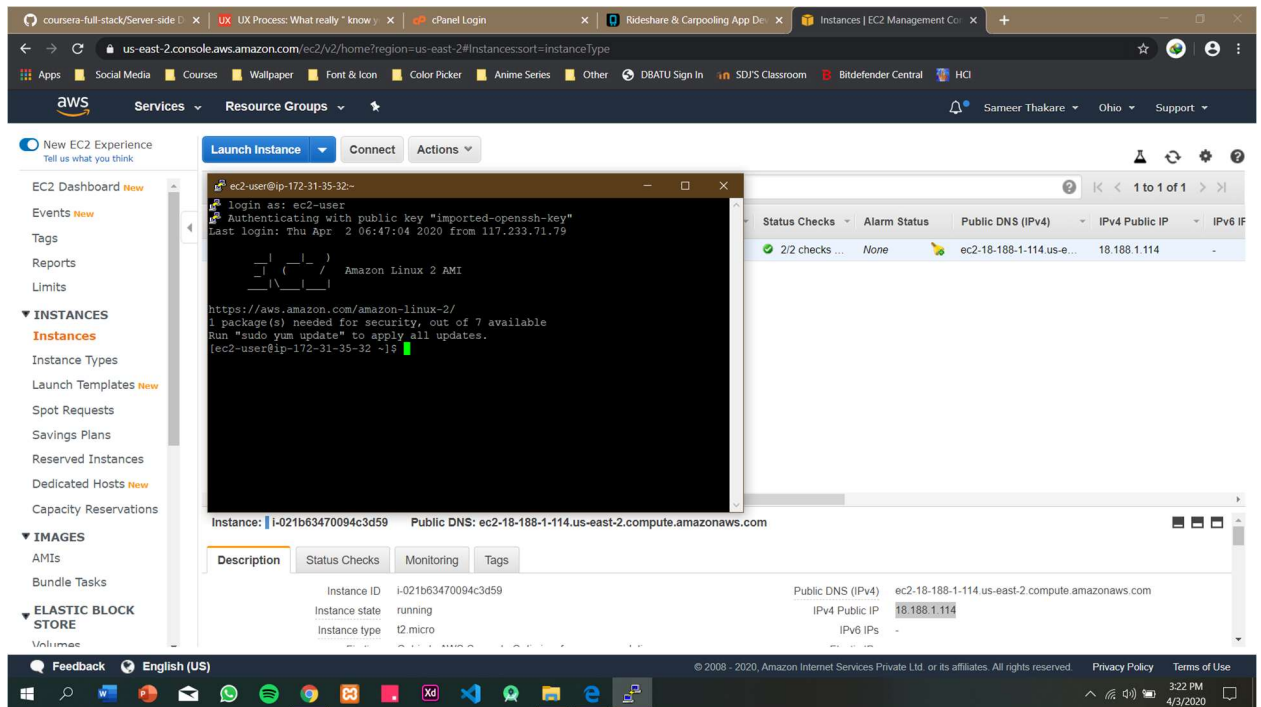 coursera-full-stack/Server-side D
UX Process: What really " know y
cPanel Login
Rideshare & Carpooling App Dev
Instances | EC2 Management Con
us-east-2.console.aws.amazon.com/ec2/v2/home?region=us-east-2#Instances:sort=instanceType
Apps Social Media Courses Wallpaper Font & Icon Color Picker Anime Series Other DBATU Sign In SDJ'S Classroom Bitdefender Central HCI
aws Services Resource Groups Sameer Thakare Ohio Support
New EC2 Experience
Tell us what you think
EC2 Dashboard New
Events New
Tags
Reports
Limits
INSTANCES
Instances
Instance Types
Launch Templates New
Spot Requests
Savings Plans
Reserved Instances
Dedicated Hosts New
Capacity Reservations
IMAGES
AMIs
Bundle Tasks
ELASTIC BLOCK
STORE
Volumes
Launch Instance Connect Actions
1 to 1 of 1
Status Checks Alarm Status Public DNS (IPv4) IPv4 Public IP IPv6 IP
2/2 checks ... None ec2-18-188-1-114.us-e... 18.188.1.114 -
ec2-user@ip-172-31-35-32:~
login as: ec2-user
Authenticating with public key "imported-openssh-key"
Last login: Thu Apr 2 06:47:04 2020 from 117.233.71.79
__| __|_ )
_| ( / Amazon Linux 2 AMI
___|\___|___|
https://aws.amazon.com/amazon-linux-2/
1 package(s) needed for security, out of 7 available
Run "sudo yum update" to apply all updates.
[ec2-user@ip-172-31-35-32 ~]$
Instance: i-021b63470094c3d59 Public DNS: ec2-18-188-1-114.us-east-2.compute.amazonaws.com
Description Status Checks Monitoring Tags
Instance ID i-021b63470094c3d59 Public DNS (IPv4) ec2-18-188-1-114.us-east-2.compute.amazonaws.com
Instance state running IPv4 Public IP 18.188.1.114
Instance type t2.micro IPv6 IPs -
Feedback English (US) © 2008 - 2020, Amazon Internet Services Private Ltd. or its affiliates. All rights reserved. Privacy Policy Terms of Use
3:22 PM
4/3/2020